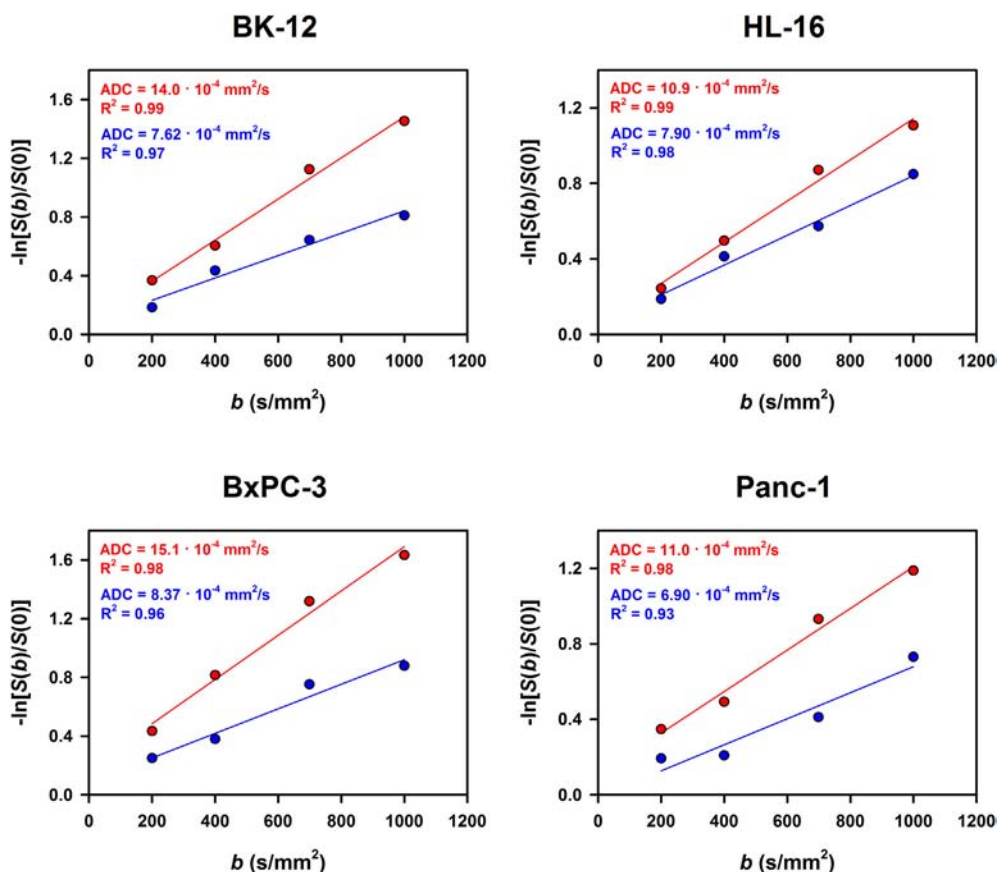 BK-12
ADC = 14.0 · 10⁻⁴ mm²/s
R² = 0.99
ADC = 7.62 · 10⁻⁴ mm²/s
R² = 0.97
-ln[S(b)/S(0)]
1.6
1.2
0.8
0.4
0.0
0 200 400 600 800 1000 1200
b (s/mm²)
HL-16
ADC = 10.9 · 10⁻⁴ mm²/s
R² = 0.99
ADC = 7.90 · 10⁻⁴ mm²/s
R² = 0.98
-ln[S(b)/S(0)]
1.2
0.8
0.4
0.0
0 200 400 600 800 1000 1200
b (s/mm²)
BxPC-3
ADC = 15.1 · 10⁻⁴ mm²/s
R² = 0.98
ADC = 8.37 · 10⁻⁴ mm²/s
R² = 0.96
-ln[S(b)/S(0)]
1.6
1.2
0.8
0.4
0.0
0 200 400 600 800 1000 1200
b (s/mm²)
Panc-1
ADC = 11.0 · 10⁻⁴ mm²/s
R² = 0.98
ADC = 6.90 · 10⁻⁴ mm²/s
R² = 0.93
-ln[S(b)/S(0)]
1.2
0.8
0.4
0.0
0 200 400 600 800 1000 1200
b (s/mm²)